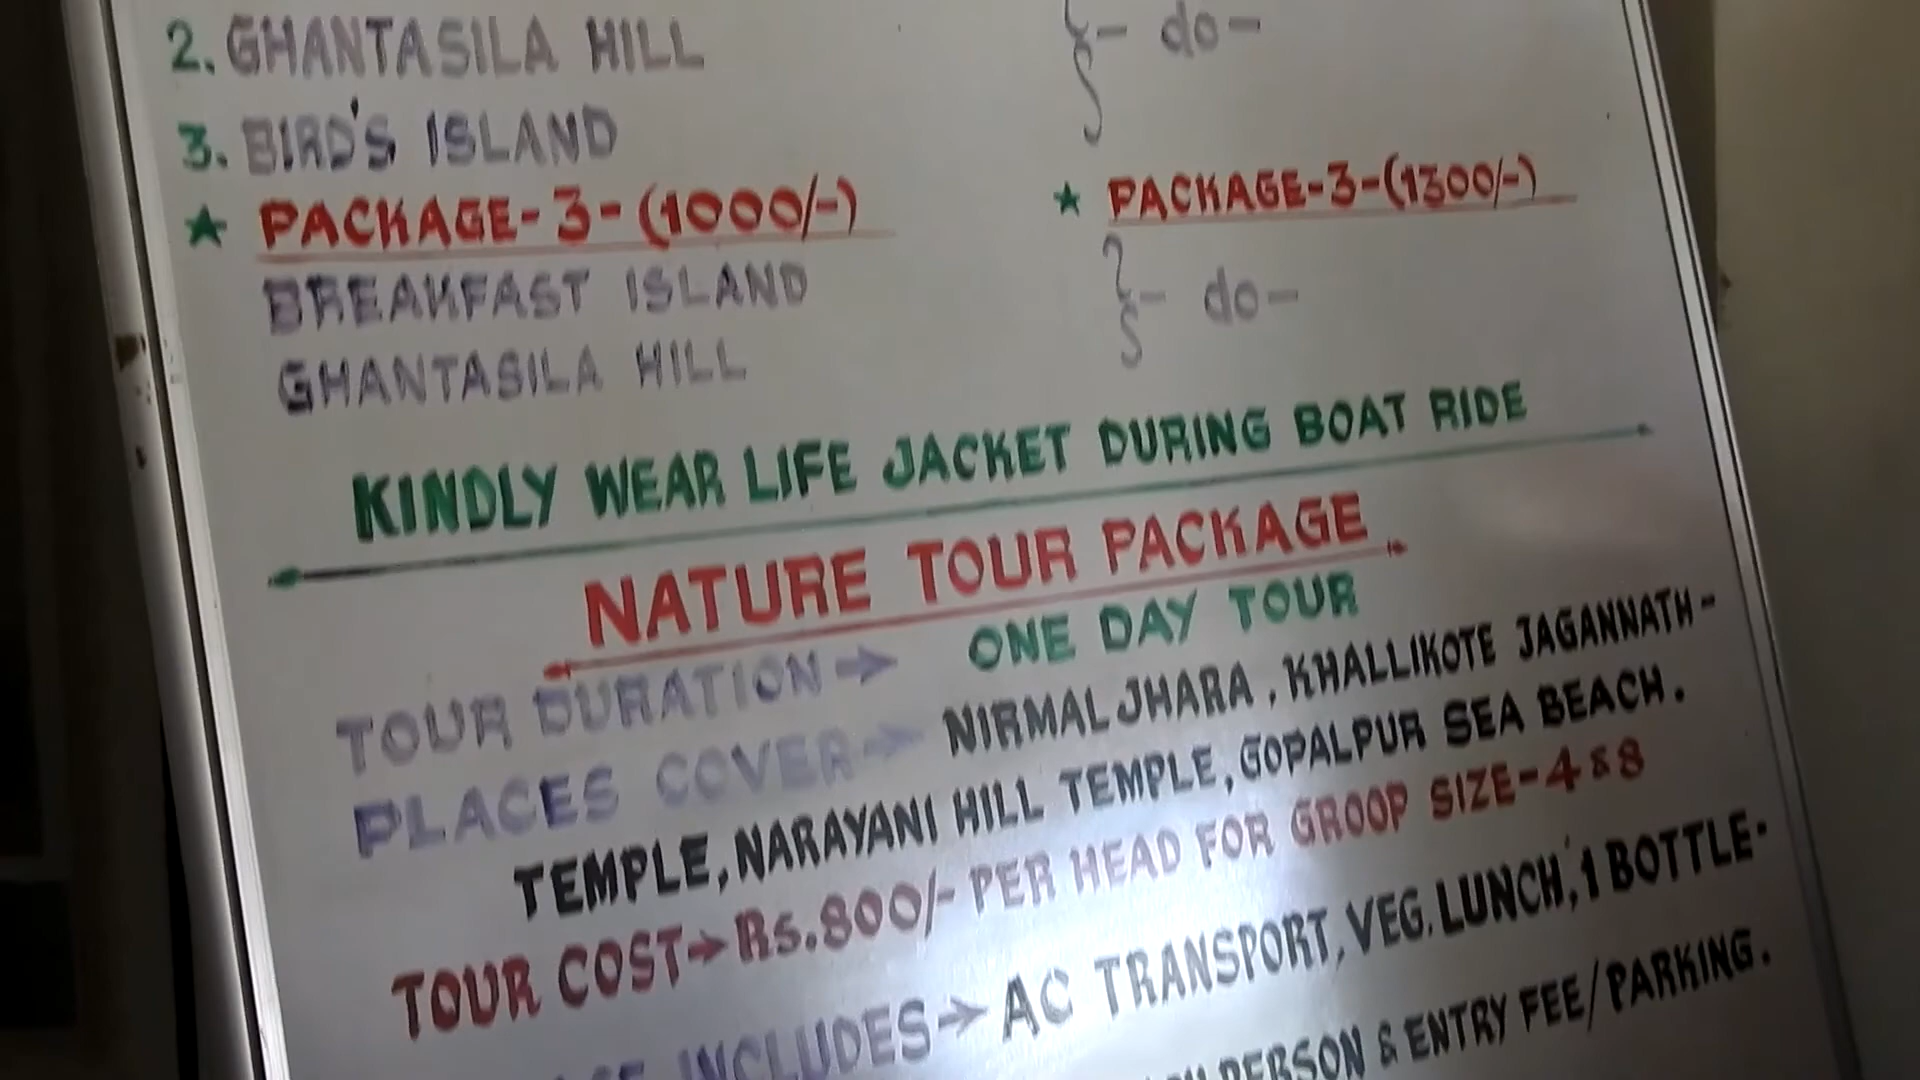 2. GHANTASILA HILL
- do -
3. BIRD'S ISLAND
★ PACKAGE-3-(1000/-)
★ PACKAGE-3-(1300/-)
BREAKFAST ISLAND
- do -
GHANTASILA HILL
KINDLY WEAR LIFE JACKET DURING BOAT RIDE
NATURE TOUR PACKAGE
TOUR DURATION → ONE DAY TOUR
PLACES COVER → NIRMAL JHARA, KHALLIKOTE JAGANNATH-
TEMPLE, NARAYANI HILL TEMPLE, GOPALPUR SEA BEACH.
TOUR COST → Rs.800/- PER HEAD FOR GROOP SIZE-4 & 8
INCLUDES → AC TRANSPORT, VEG. LUNCH, 1 BOTTLE-
PERSON & ENTRY FEE/PARKING.